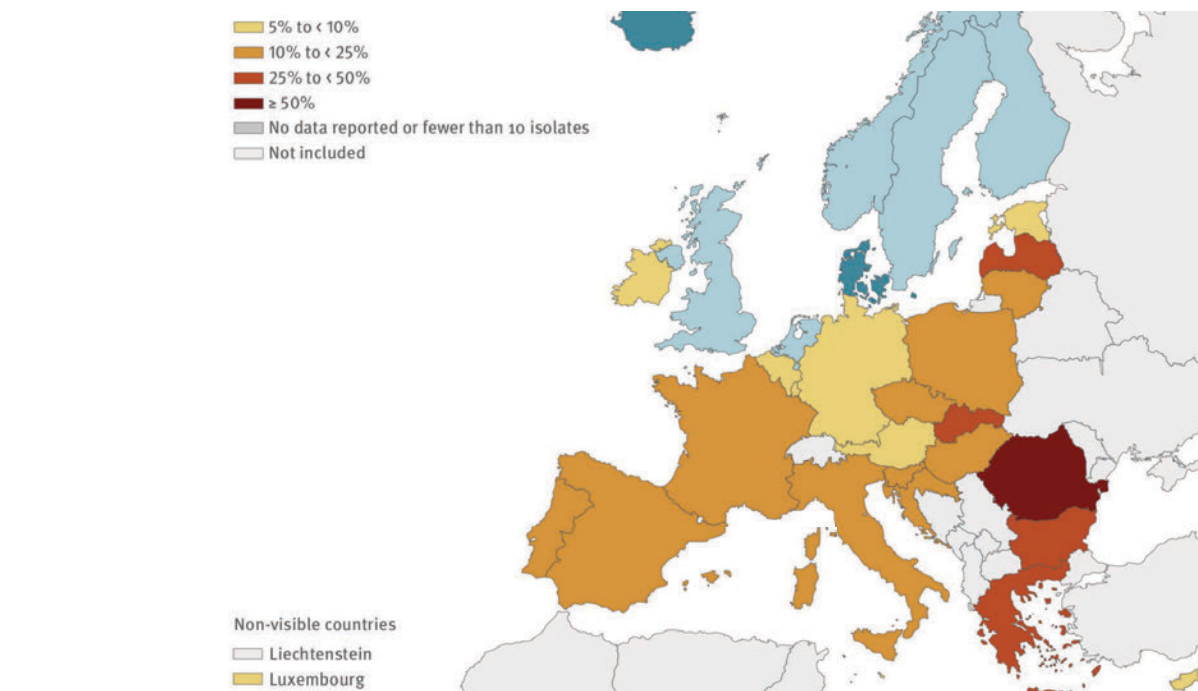 5% to < 10%
10% to < 25%
25% to < 50%
≥ 50%
No data reported or fewer than 10 isolates
Not included
Non-visible countries
Liechtenstein
Luxembourg